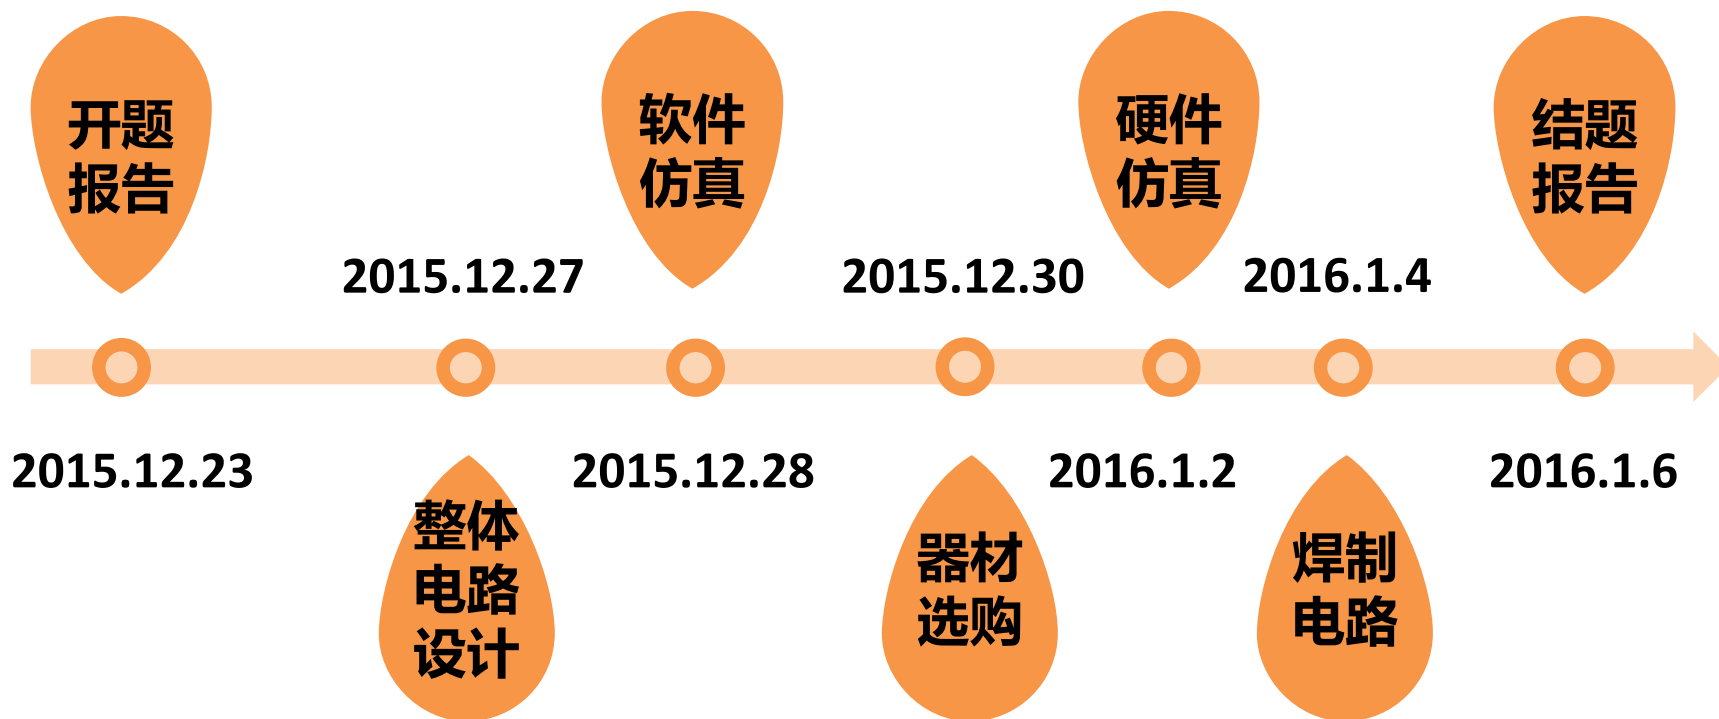 开题
报告
软件
仿真
硬件
仿真
结题
报告
2015.12.27
2015.12.30
2016.1.4
2015.12.23
2015.12.28
2016.1.2
2016.1.6
整体
电路
设计
器材
选购
焊制
电路